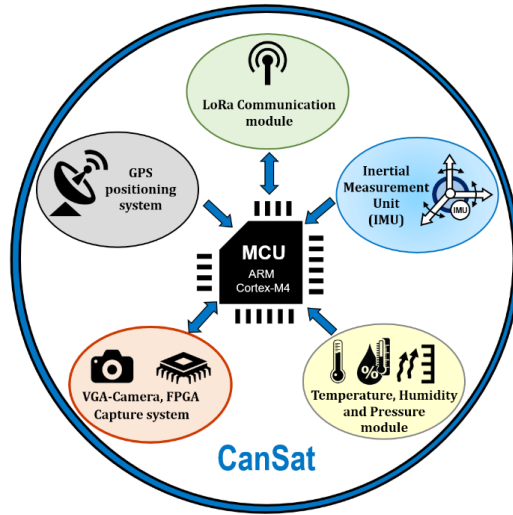 LoRa Communication
module
GPS
positioning
system
Inertial
Measurement
Unit
(IMU)
IMU
MCU
ARM
Cortex-M4
VGA-Camera, FPGA
Capture system
%
Temperature, Humidity
and Pressure
module
CanSat